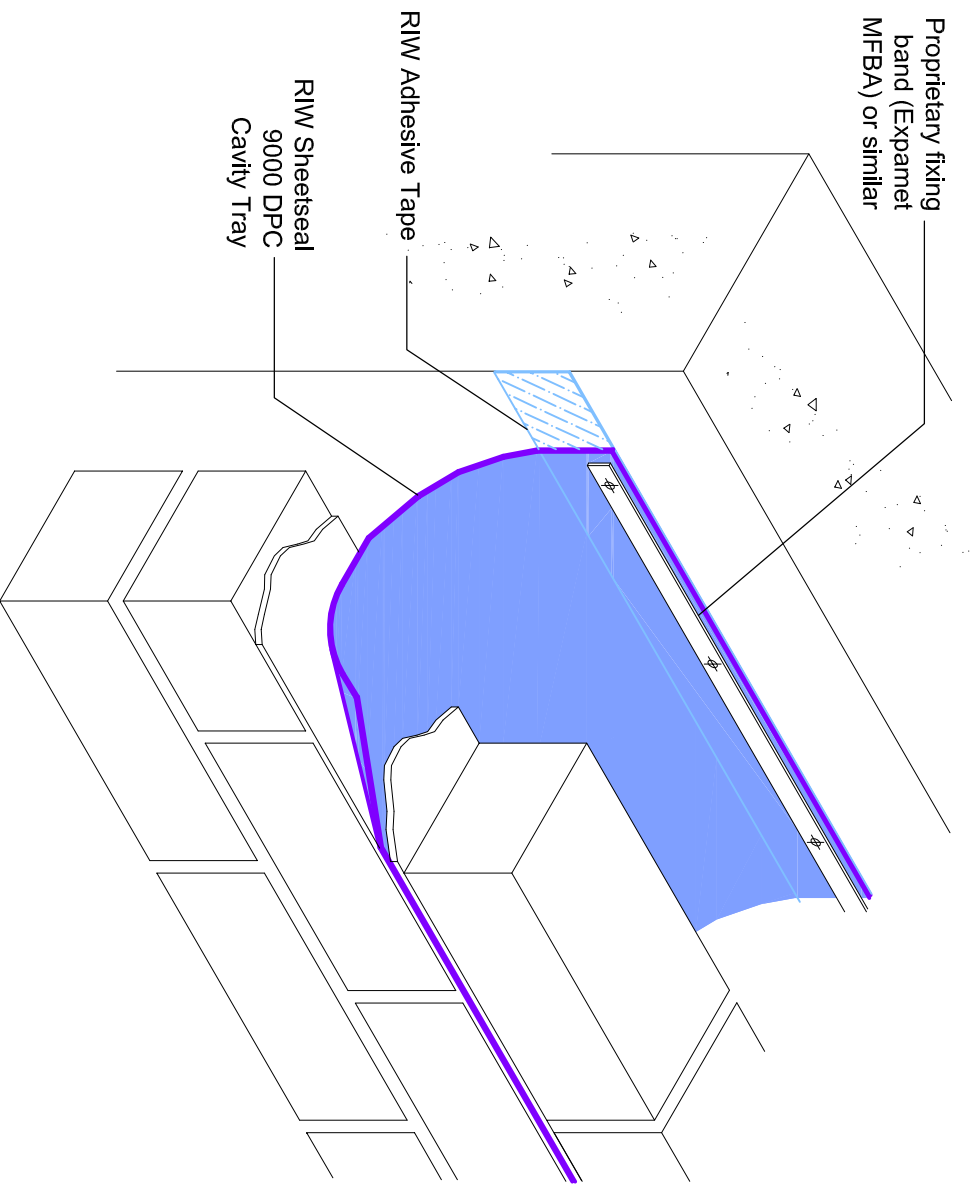 Proprietary fixing
band (Expamet
MFBA) or similar
RIW Adhesive Tape
RIW Sheetseal
9000 DPC
Cavity Tray